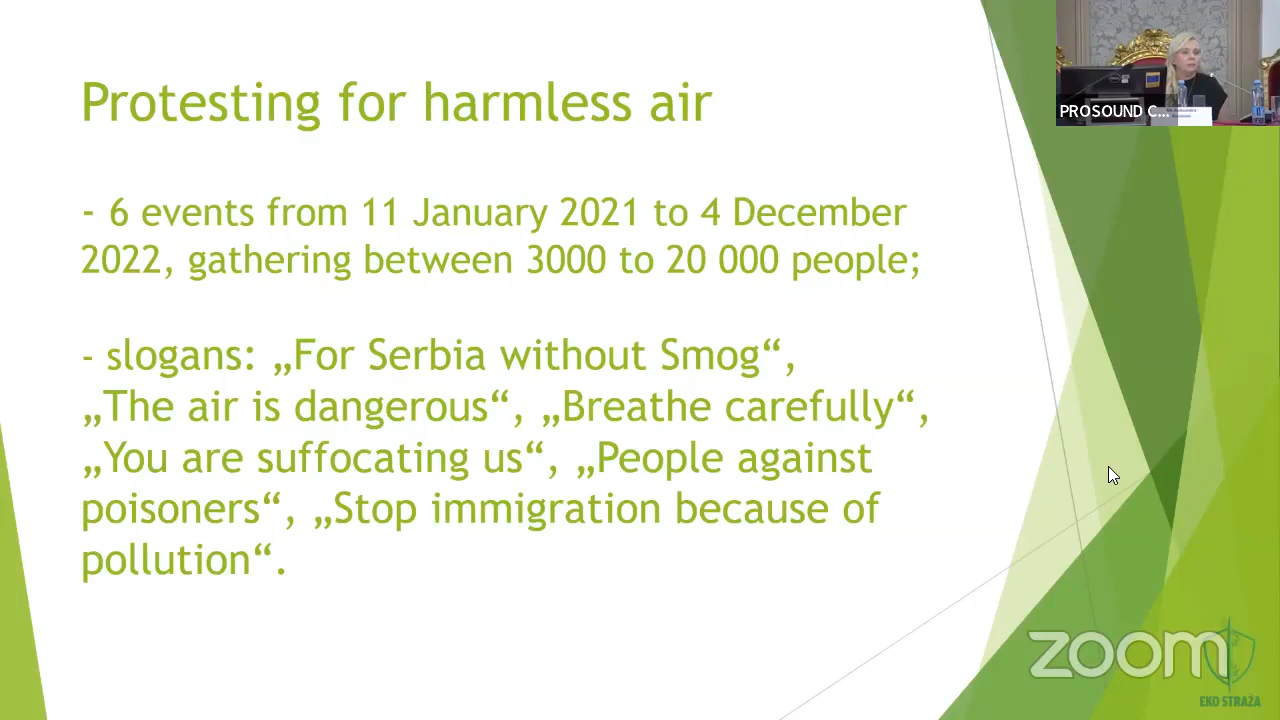 Protesting for harmless air
- 6 events from 11 January 2021 to 4 December
2022, gathering between 3000 to 20 000 people;
- slogans: „For Serbia without Smog“,
„The air is dangerous“, „Breathe carefully“,
„You are suffocating us“, „People against
poisoners“, „Stop immigration because of
pollution“.
PROSOUND C...
zoom
EKO STRAŽA